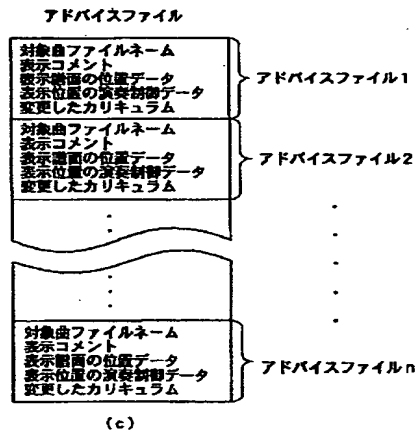 アドバイスファイル
対象曲ファイルネーム
表示コメント
表示譜面の位置データ
表示位置の演奏制御データ
変更したカリキュラム
アドバイスファイル1
対象曲ファイルネーム
表示コメント
表示譜面の位置データ
表示位置の演奏制御データ
変更したカリキュラム
アドバイスファイル2
対象曲ファイルネーム
表示コメント
表示譜面の位置データ
表示位置の演奏制御データ
変更したカリキュラム
アドバイスファイルn
(c)